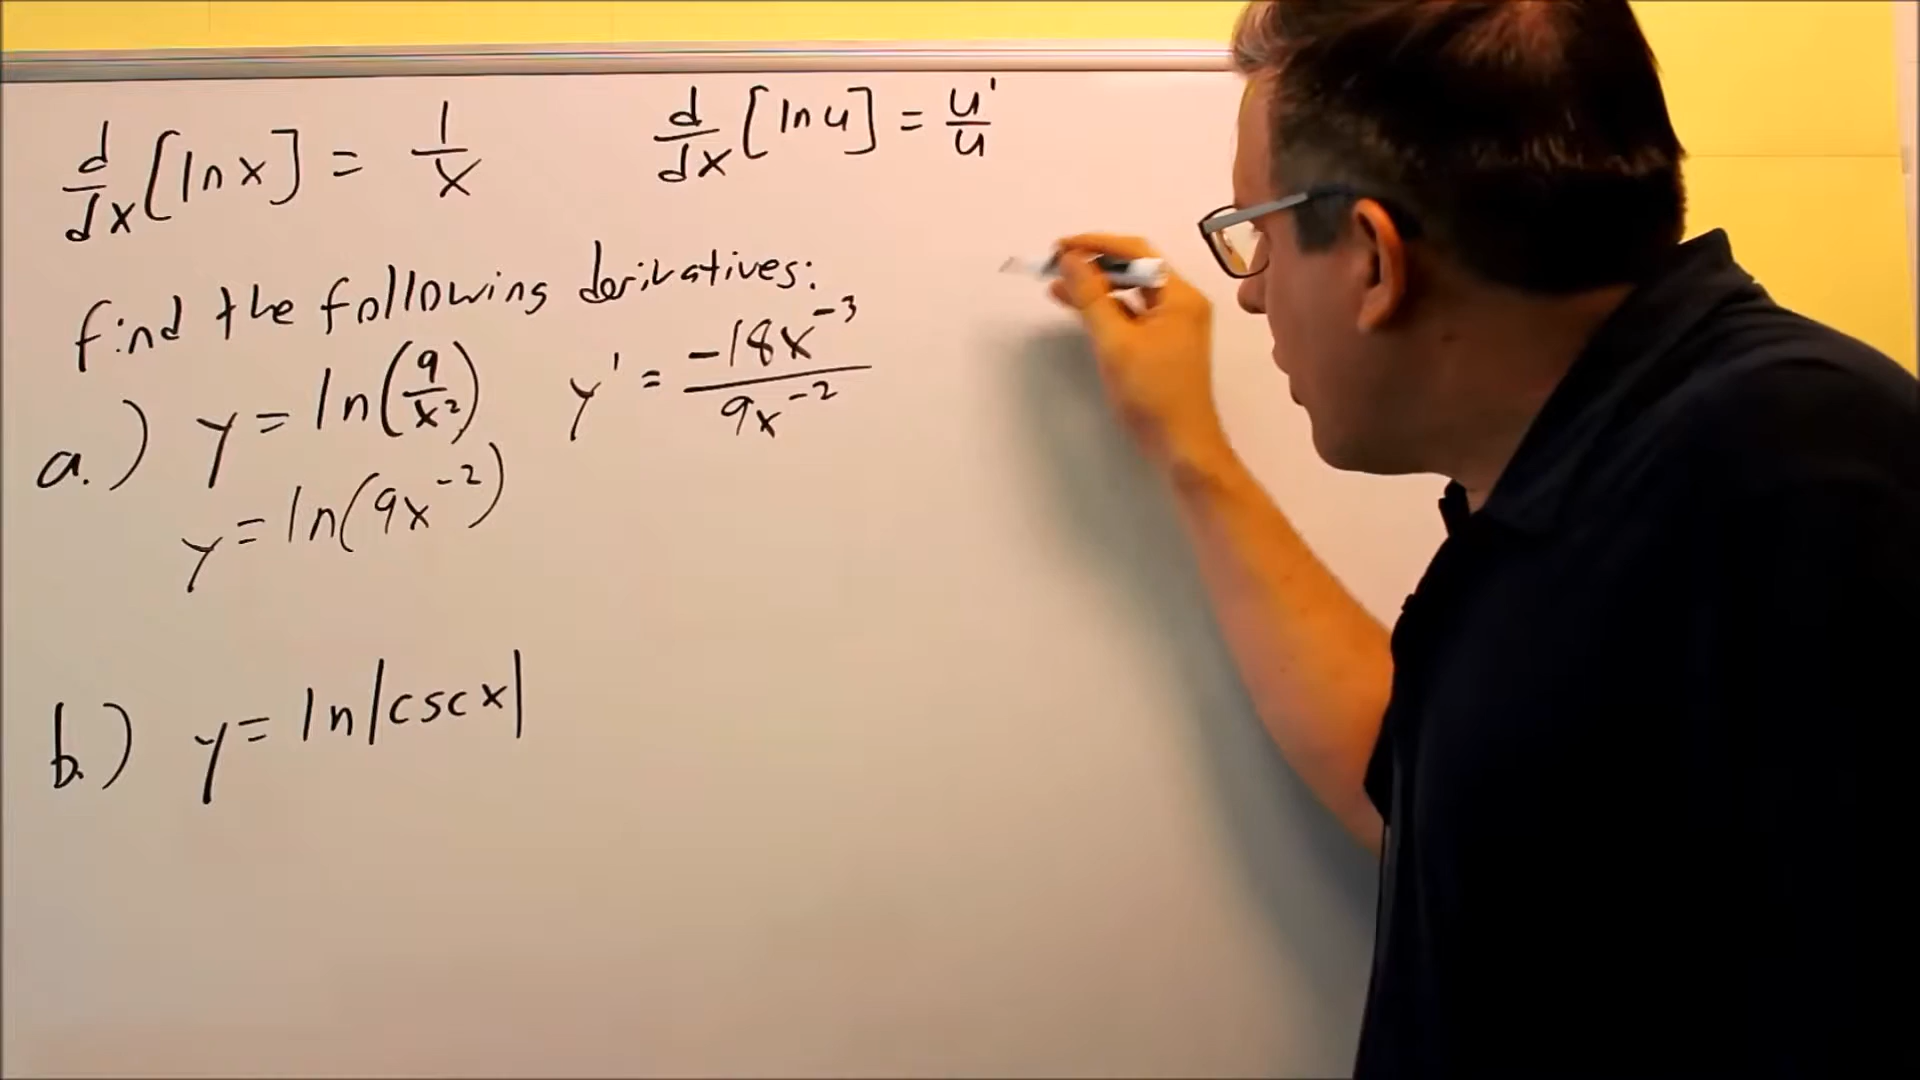 d/dx [ln x] = 1/x
d/dx [ln u] = u'/u
find the following derivatives:
a.) y = ln(9/x²)
y' = -18x⁻³/9x⁻²
y = ln(9x⁻²)
b.) y = ln|csc x|